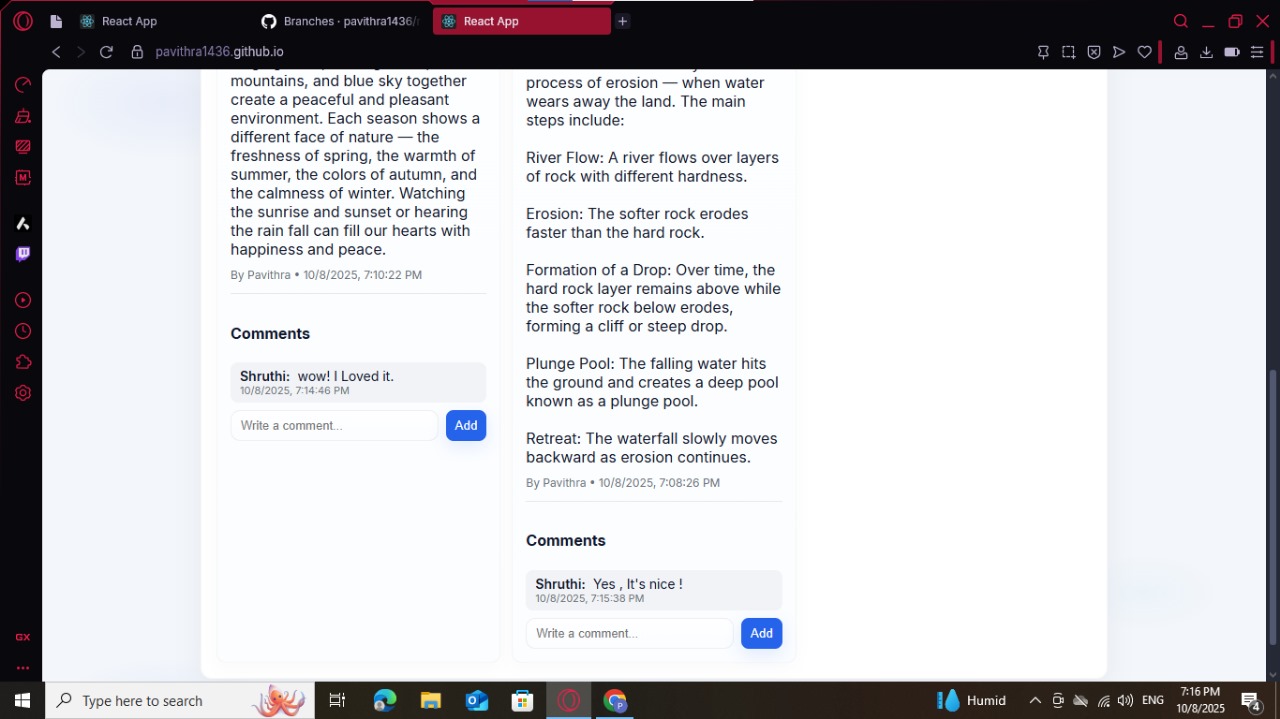 React App
Branches · pavithra1436/
React App
pavithra1436.github.io
mountains, and blue sky together
create a peaceful and pleasant
environment. Each season shows a
different face of nature — the
freshness of spring, the warmth of
summer, the colors of autumn, and
the calmness of winter. Watching
the sunrise and sunset or hearing
the rain fall can fill our hearts with
happiness and peace.
By Pavithra • 10/8/2025, 7:10:22 PM
Comments
Shruthi: wow! I Loved it.
10/8/2025, 7:14:46 PM
Write a comment...
Add
process of erosion — when water
wears away the land. The main
steps include:
River Flow: A river flows over layers
of rock with different hardness.
Erosion: The softer rock erodes
faster than the hard rock.
Formation of a Drop: Over time, the
hard rock layer remains above while
the softer rock below erodes,
forming a cliff or steep drop.
Plunge Pool: The falling water hits
the ground and creates a deep pool
known as a plunge pool.
Retreat: The waterfall slowly moves
backward as erosion continues.
By Pavithra • 10/8/2025, 7:08:26 PM
Comments
Shruthi: Yes , It's nice !
10/8/2025, 7:15:38 PM
Write a comment...
Add
GX
Type here to search
Humid
ENG
7:16 PM
10/8/2025
4